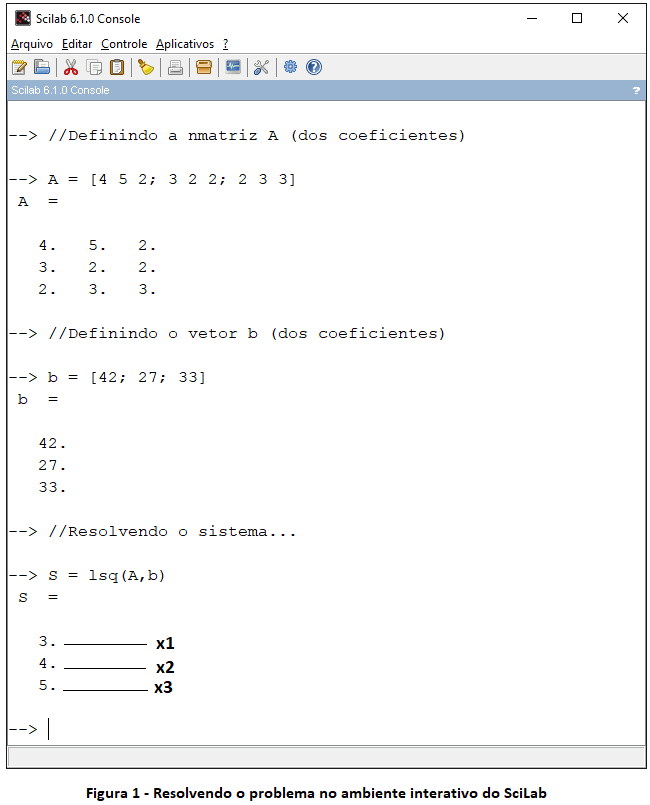 Scilab 6.1.0 Console
Arquivo Editar Controle Aplicativos ?
Scilab 6.1.0 Console ?
--> //Definindo a nmatriz A (dos coeficientes)
--> A = [4 5 2; 3 2 2; 2 3 3]
A =
4. 5. 2.
3. 2. 2.
2. 3. 3.
--> //Definindo o vetor b (dos coeficientes)
--> b = [42; 27; 33]
b =
42.
27.
33.
--> //Resolvendo o sistema...
--> S = lsq(A,b)
S =
3. x1
4. x2
5. x3
-->
Figura 1 - Resolvendo o problema no ambiente interativo do SciLab